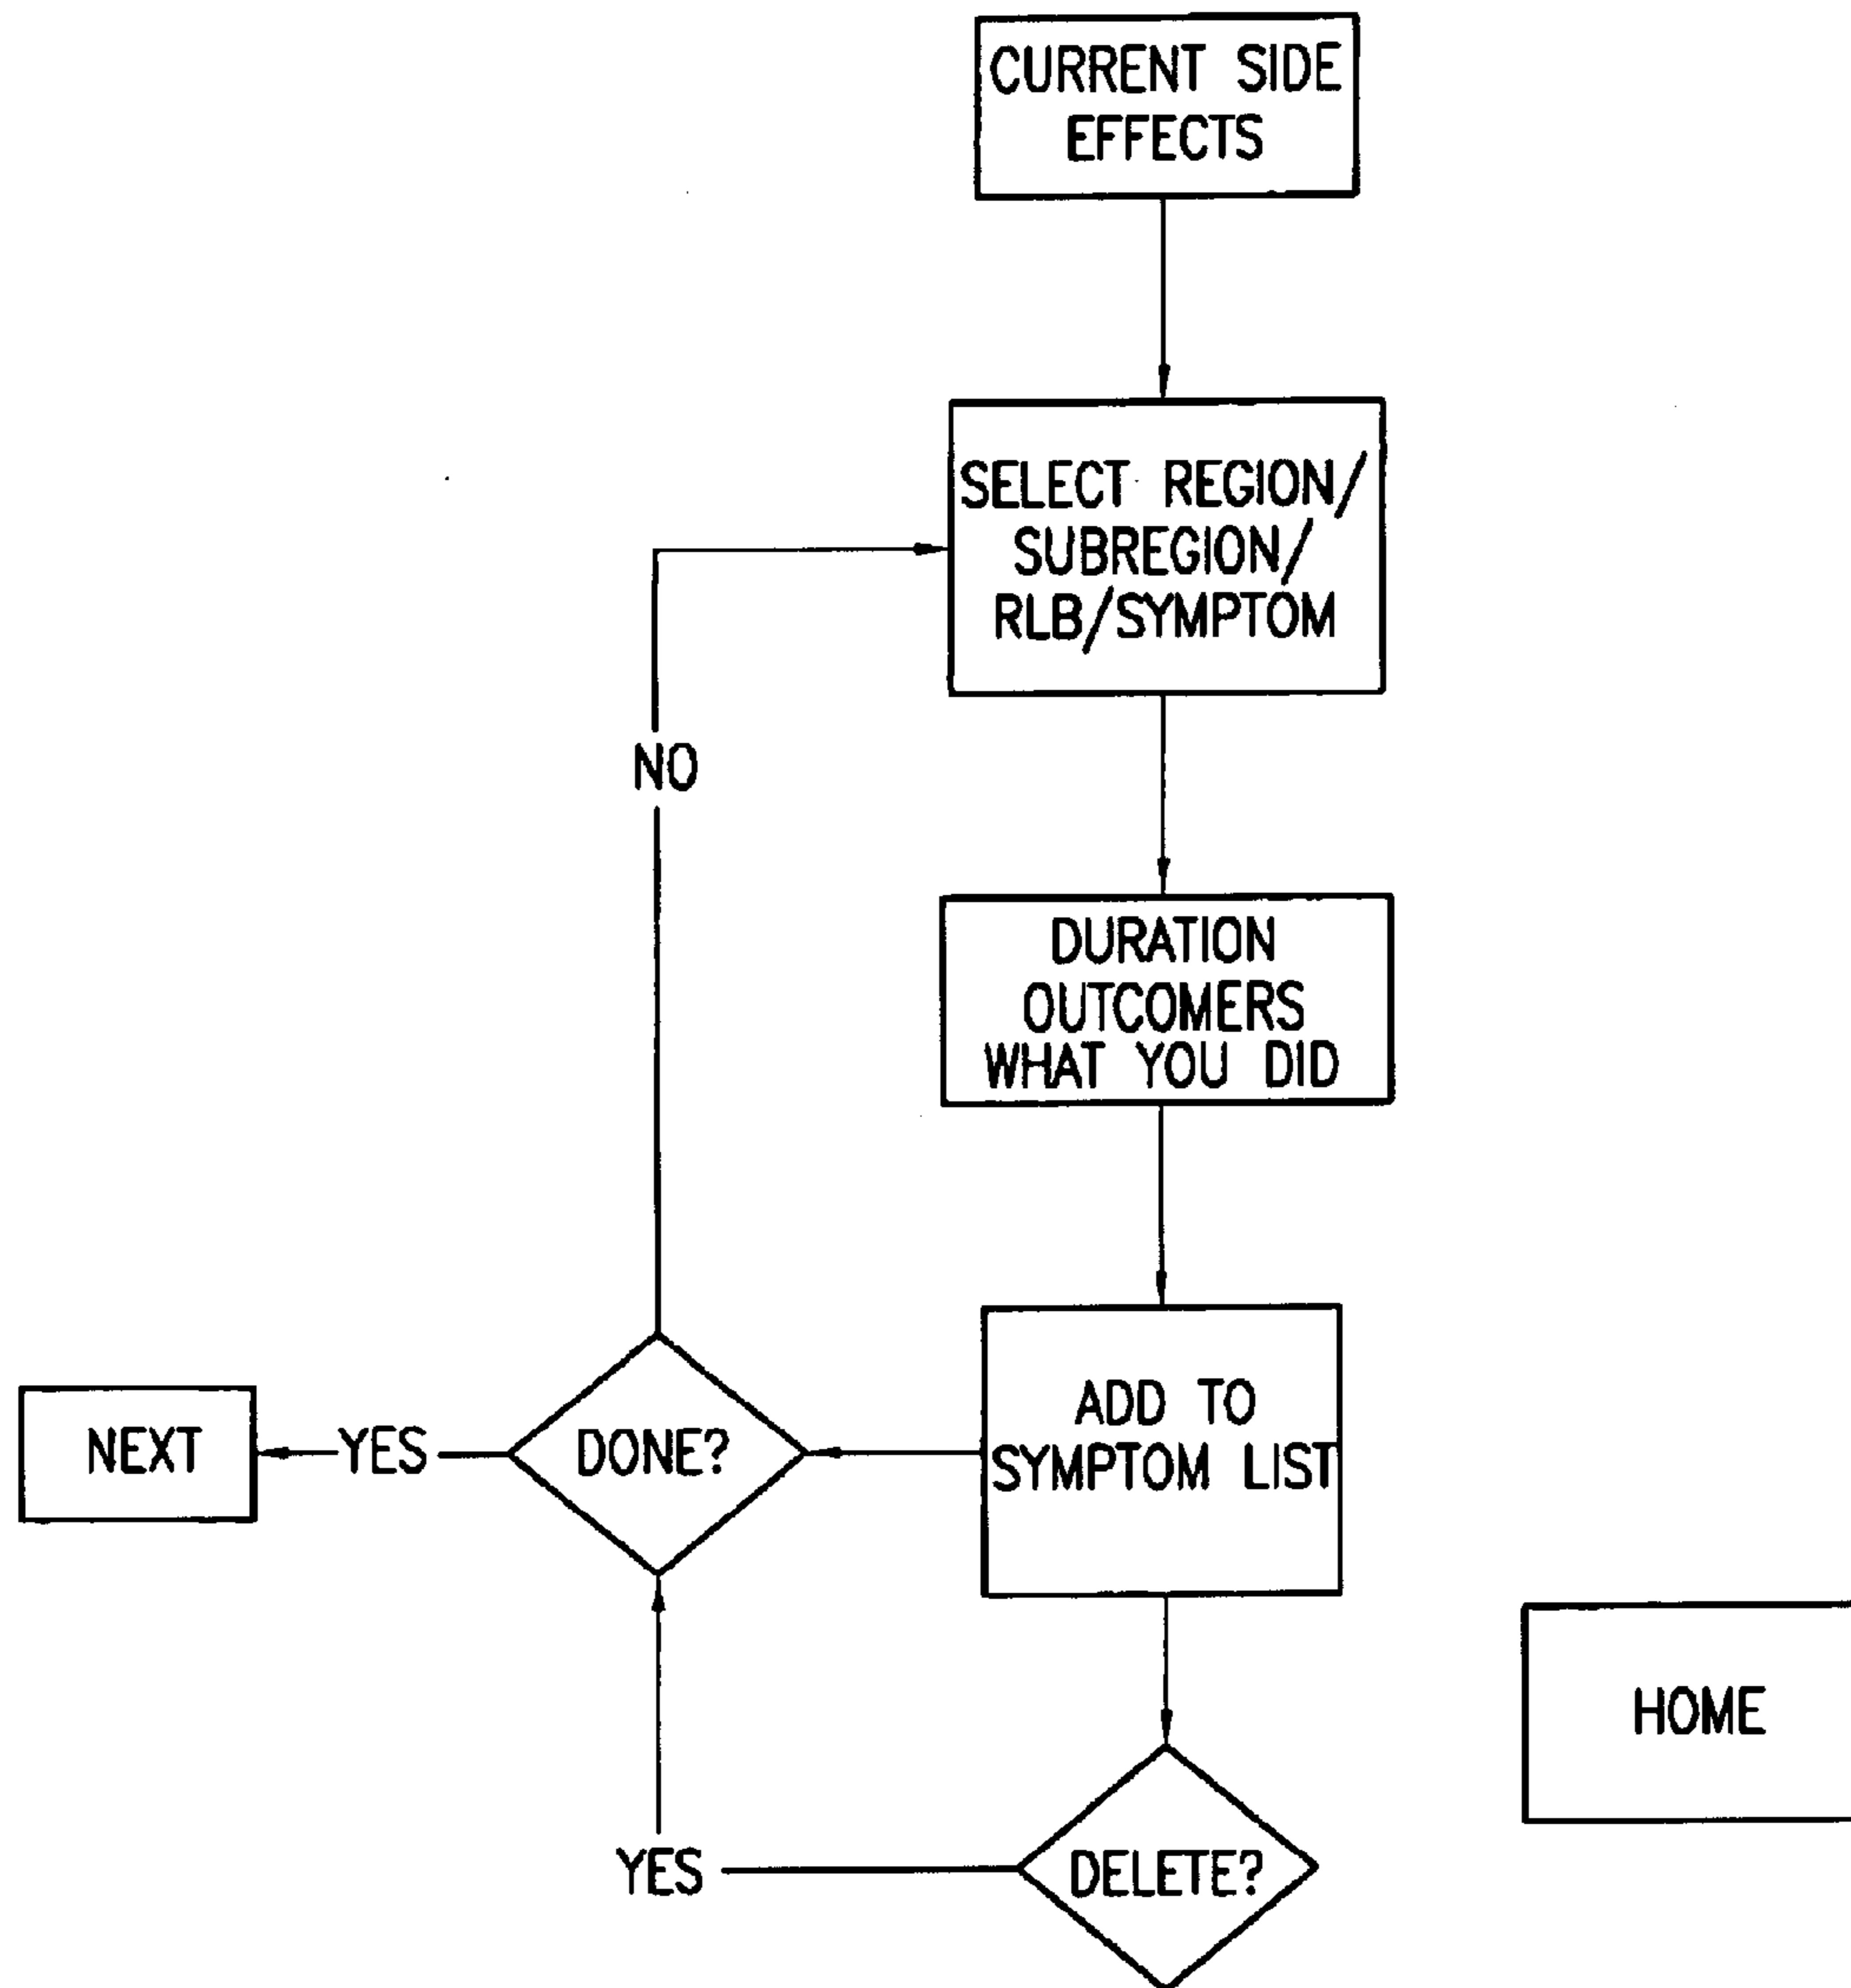 CURRENT SIDE
EFFECTS
SELECT REGION/
SUBREGION/
RLB/SYMPTOM
NO
DURATION
OUTCOMERS
WHAT YOU DID
ADD TO
SYMPTOM LIST
DONE?
YES
NEXT
HOME
DELETE?
YES